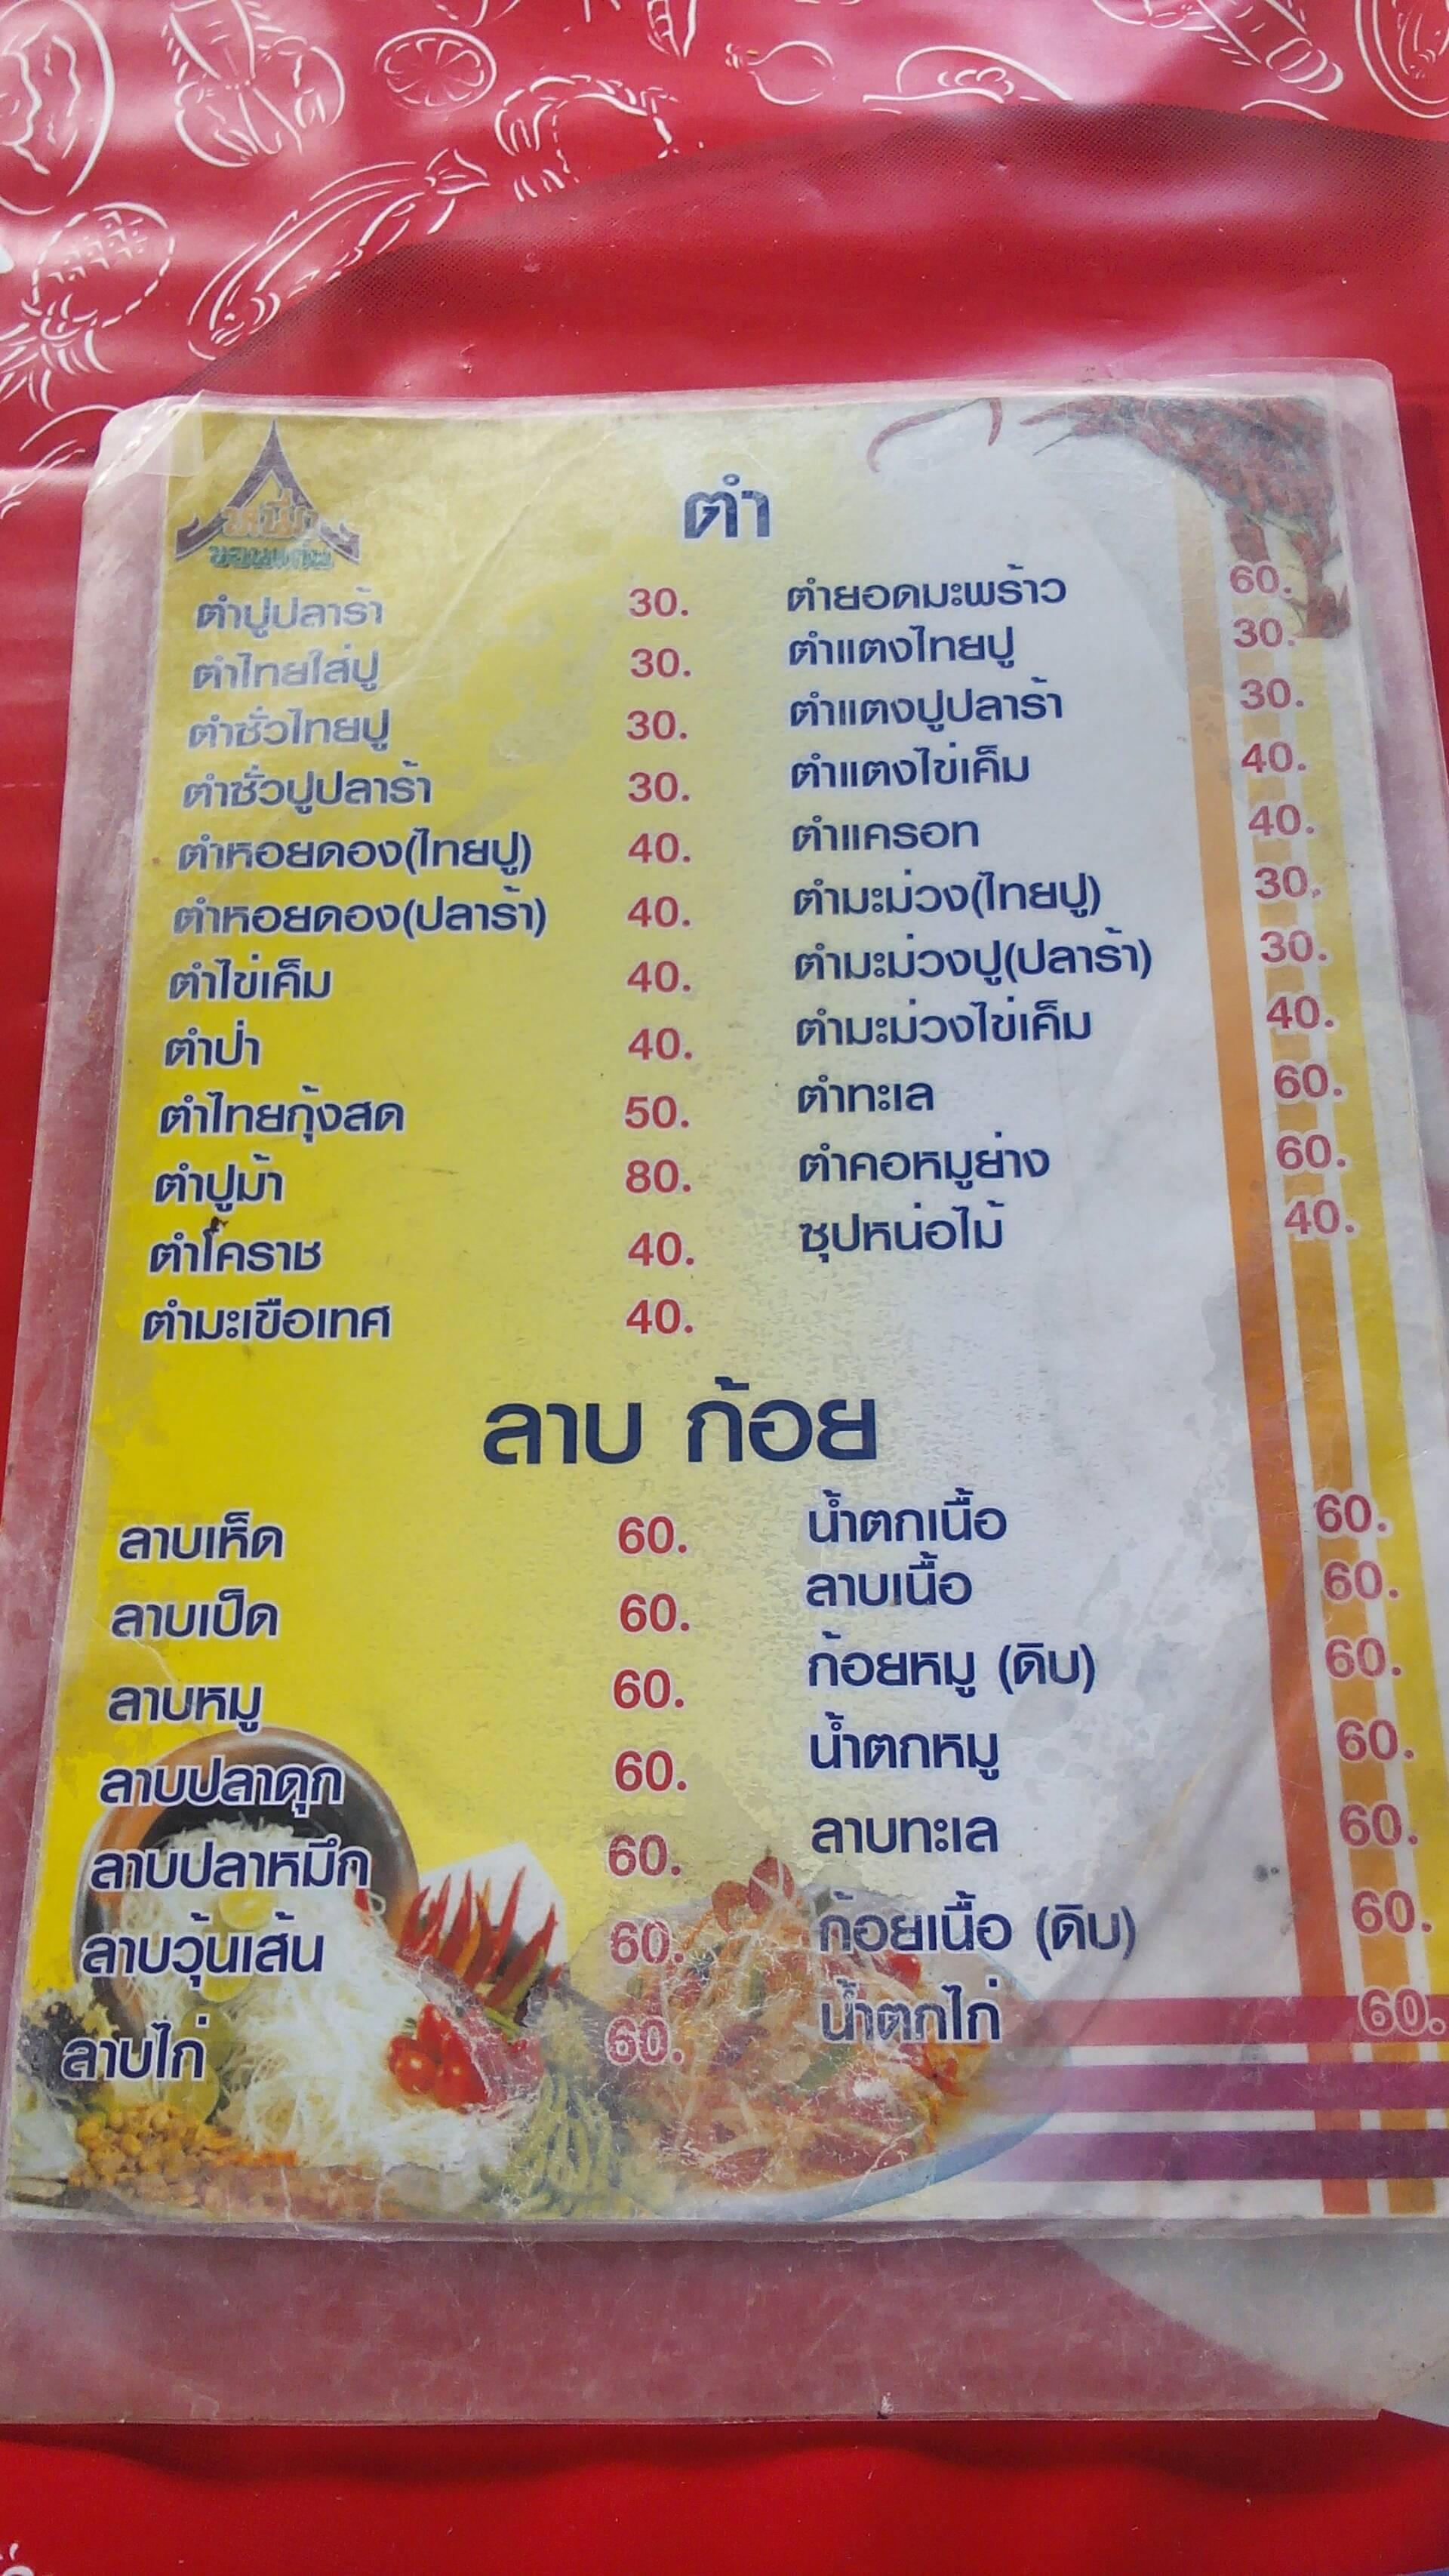 ตำ
ตำปูปลาร้า 30.
ตำไทยใส่ปู 30.
ตำซั่วไทยปู 30.
ตำซั่วปูปลาร้า 30.
ตำหอยดอง(ไทยปู) 40.
ตำหอยดอง(ปลาร้า) 40.
ตำไข่เค็ม 40.
ตำป่า 40.
ตำไทยกุ้งสด 50.
ตำปูม้า 80.
ตำโคราช 40.
ตำมะเขือเทศ 40.
ตำยอดมะพร้าว 60.
ตำแตงไทยปู 30.
ตำแตงปูปลาร้า 30.
ตำแตงไข่เค็ม 40.
ตำแครอท 40.
ตำมะม่วง(ไทยปู) 30.
ตำมะม่วงปู(ปลาร้า) 30.
ตำมะม่วงไข่เค็ม 40.
ตำทะเล 60.
ตำคอหมูย่าง 60.
ซุปหน่อไม้ 40.
ลาบ ก้อย
ลาบเห็ด 60.
ลาบเป็ด 60.
ลาบหมู 60.
ลาบปลาดุก 60.
ลาบปลาหมึก 60.
ลาบวุ้นเส้น 60.
ลาบไก่ 60.
น้ำตกเนื้อ 60.
ลาบเนื้อ 60.
ก้อยหมู (ดิบ) 60.
น้ำตกหมู 60.
ลาบทะเล 60.
ก้อยเนื้อ (ดิบ) 60.
น้ำตกไก่ 60.